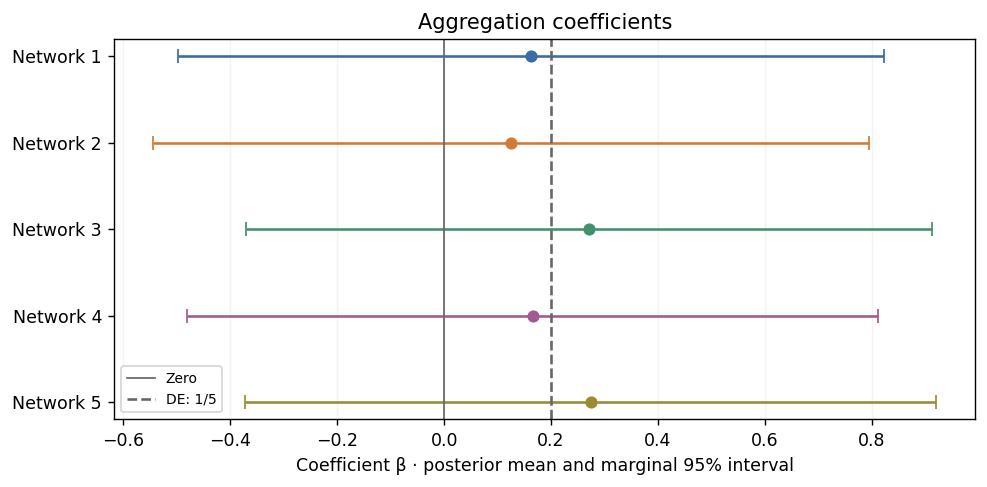 Aggregation coefficients
Network 1
Network 2
Network 3
Network 4
Network 5
Zero
DE: 1/5
−0.6 −0.4 −0.2 0.0 0.2 0.4 0.6 0.8
Coefficient β · posterior mean and marginal 95% interval